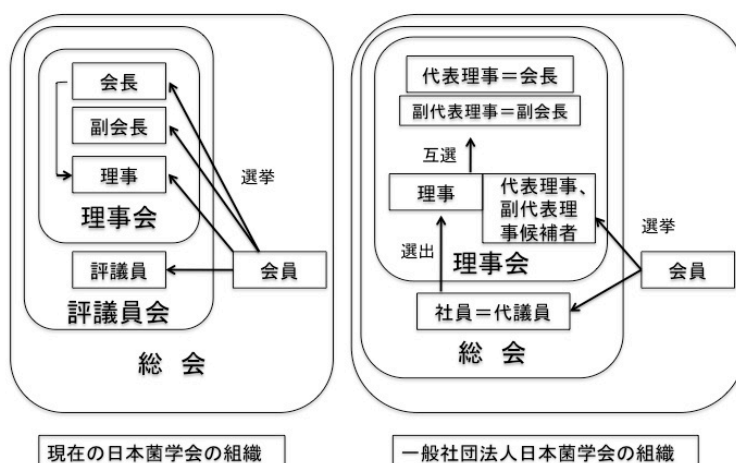 会長
副会長
理事
理事会
選挙
評議員
会員
評議員会
総 会
現在の日本菌学会の組織
代表理事＝会長
副代表理事＝副会長
互選
理事
代表理事、
副代表理
事候補者
選挙
選出
理事会
会員
社員＝代議員
総 会
一般社団法人日本菌学会の組織